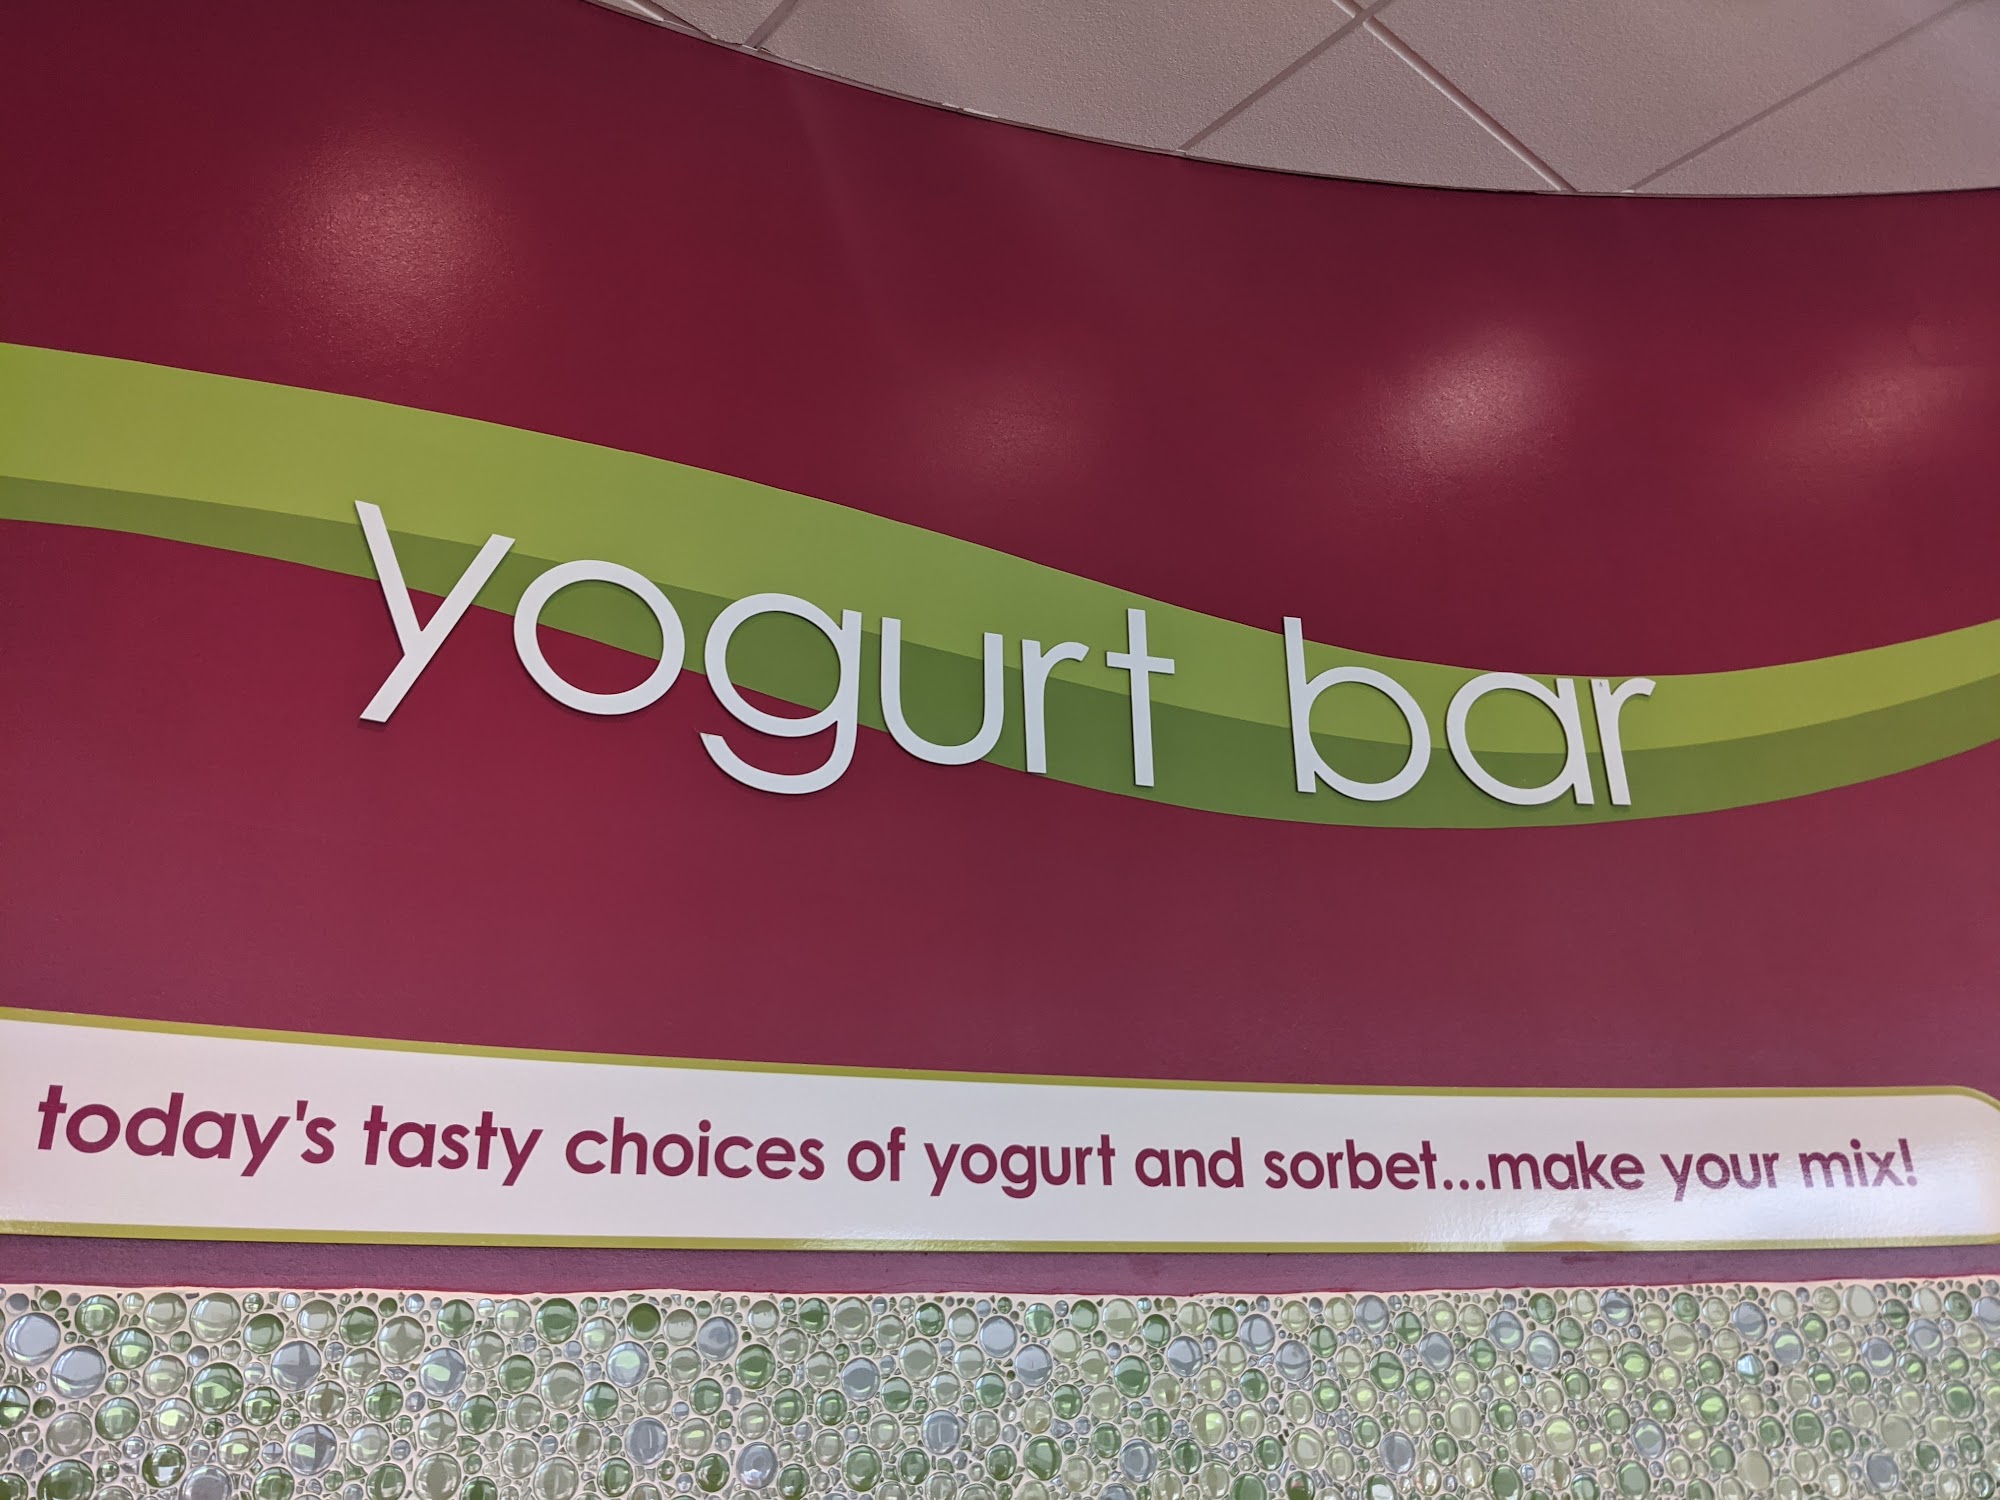 yogurt bar
today's tasty choices of yogurt and sorbet...make your mix!